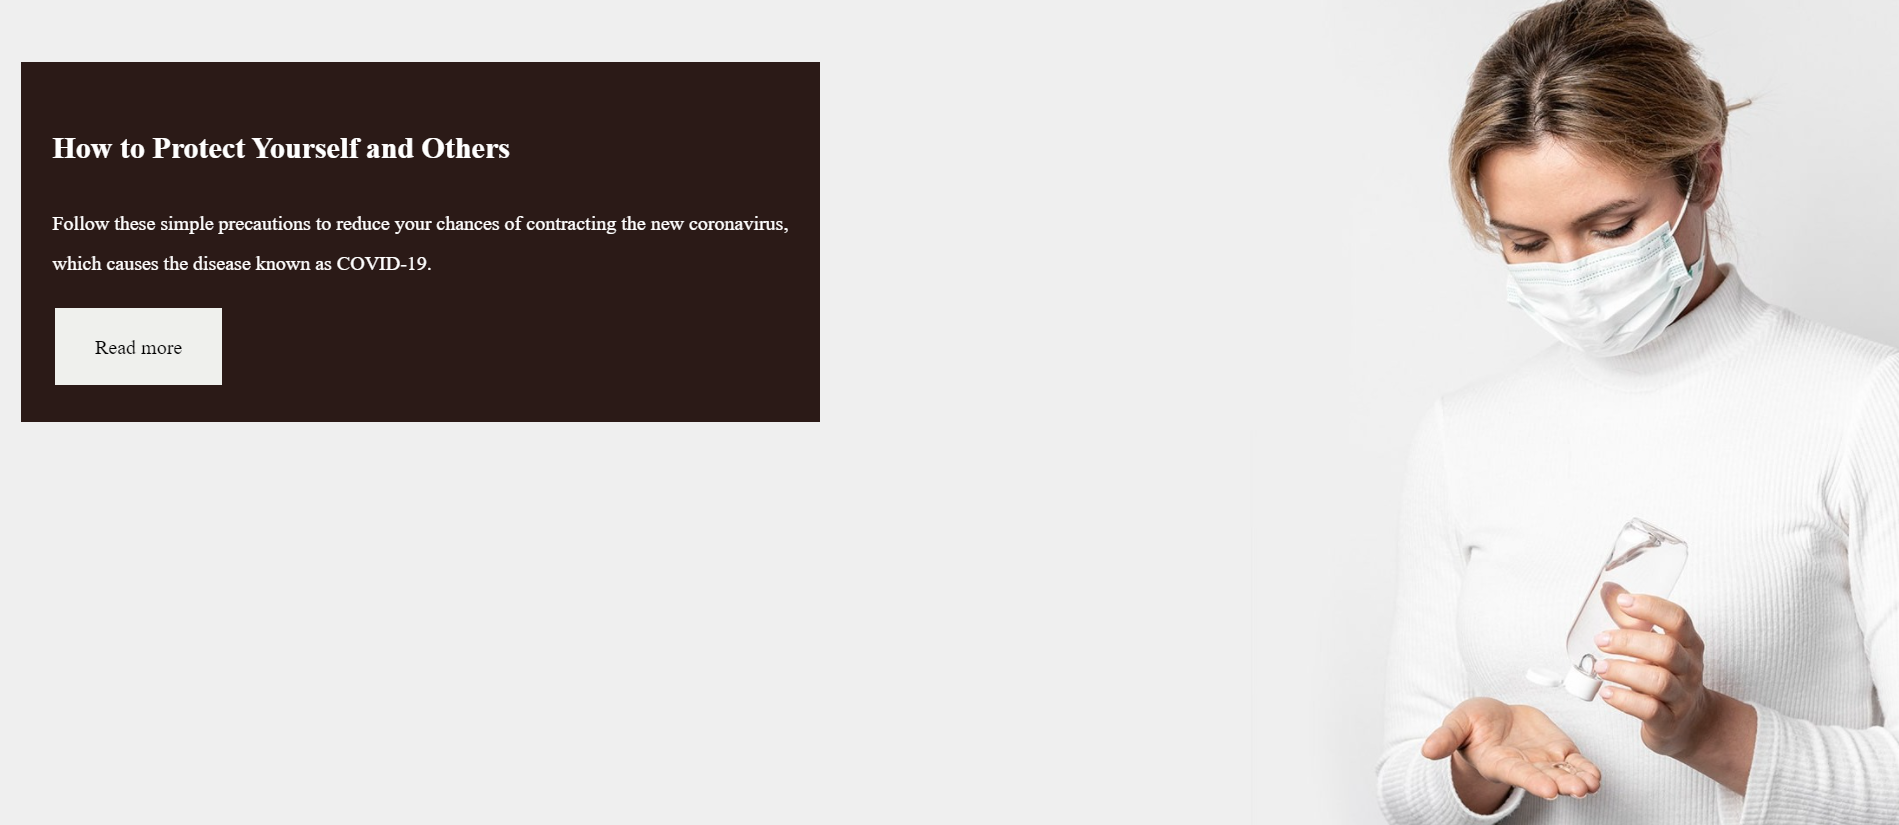 How to Protect Yourself and Others
Follow these simple precautions to reduce your chances of contracting the new coronavirus,
which causes the disease known as COVID-19.
Read more